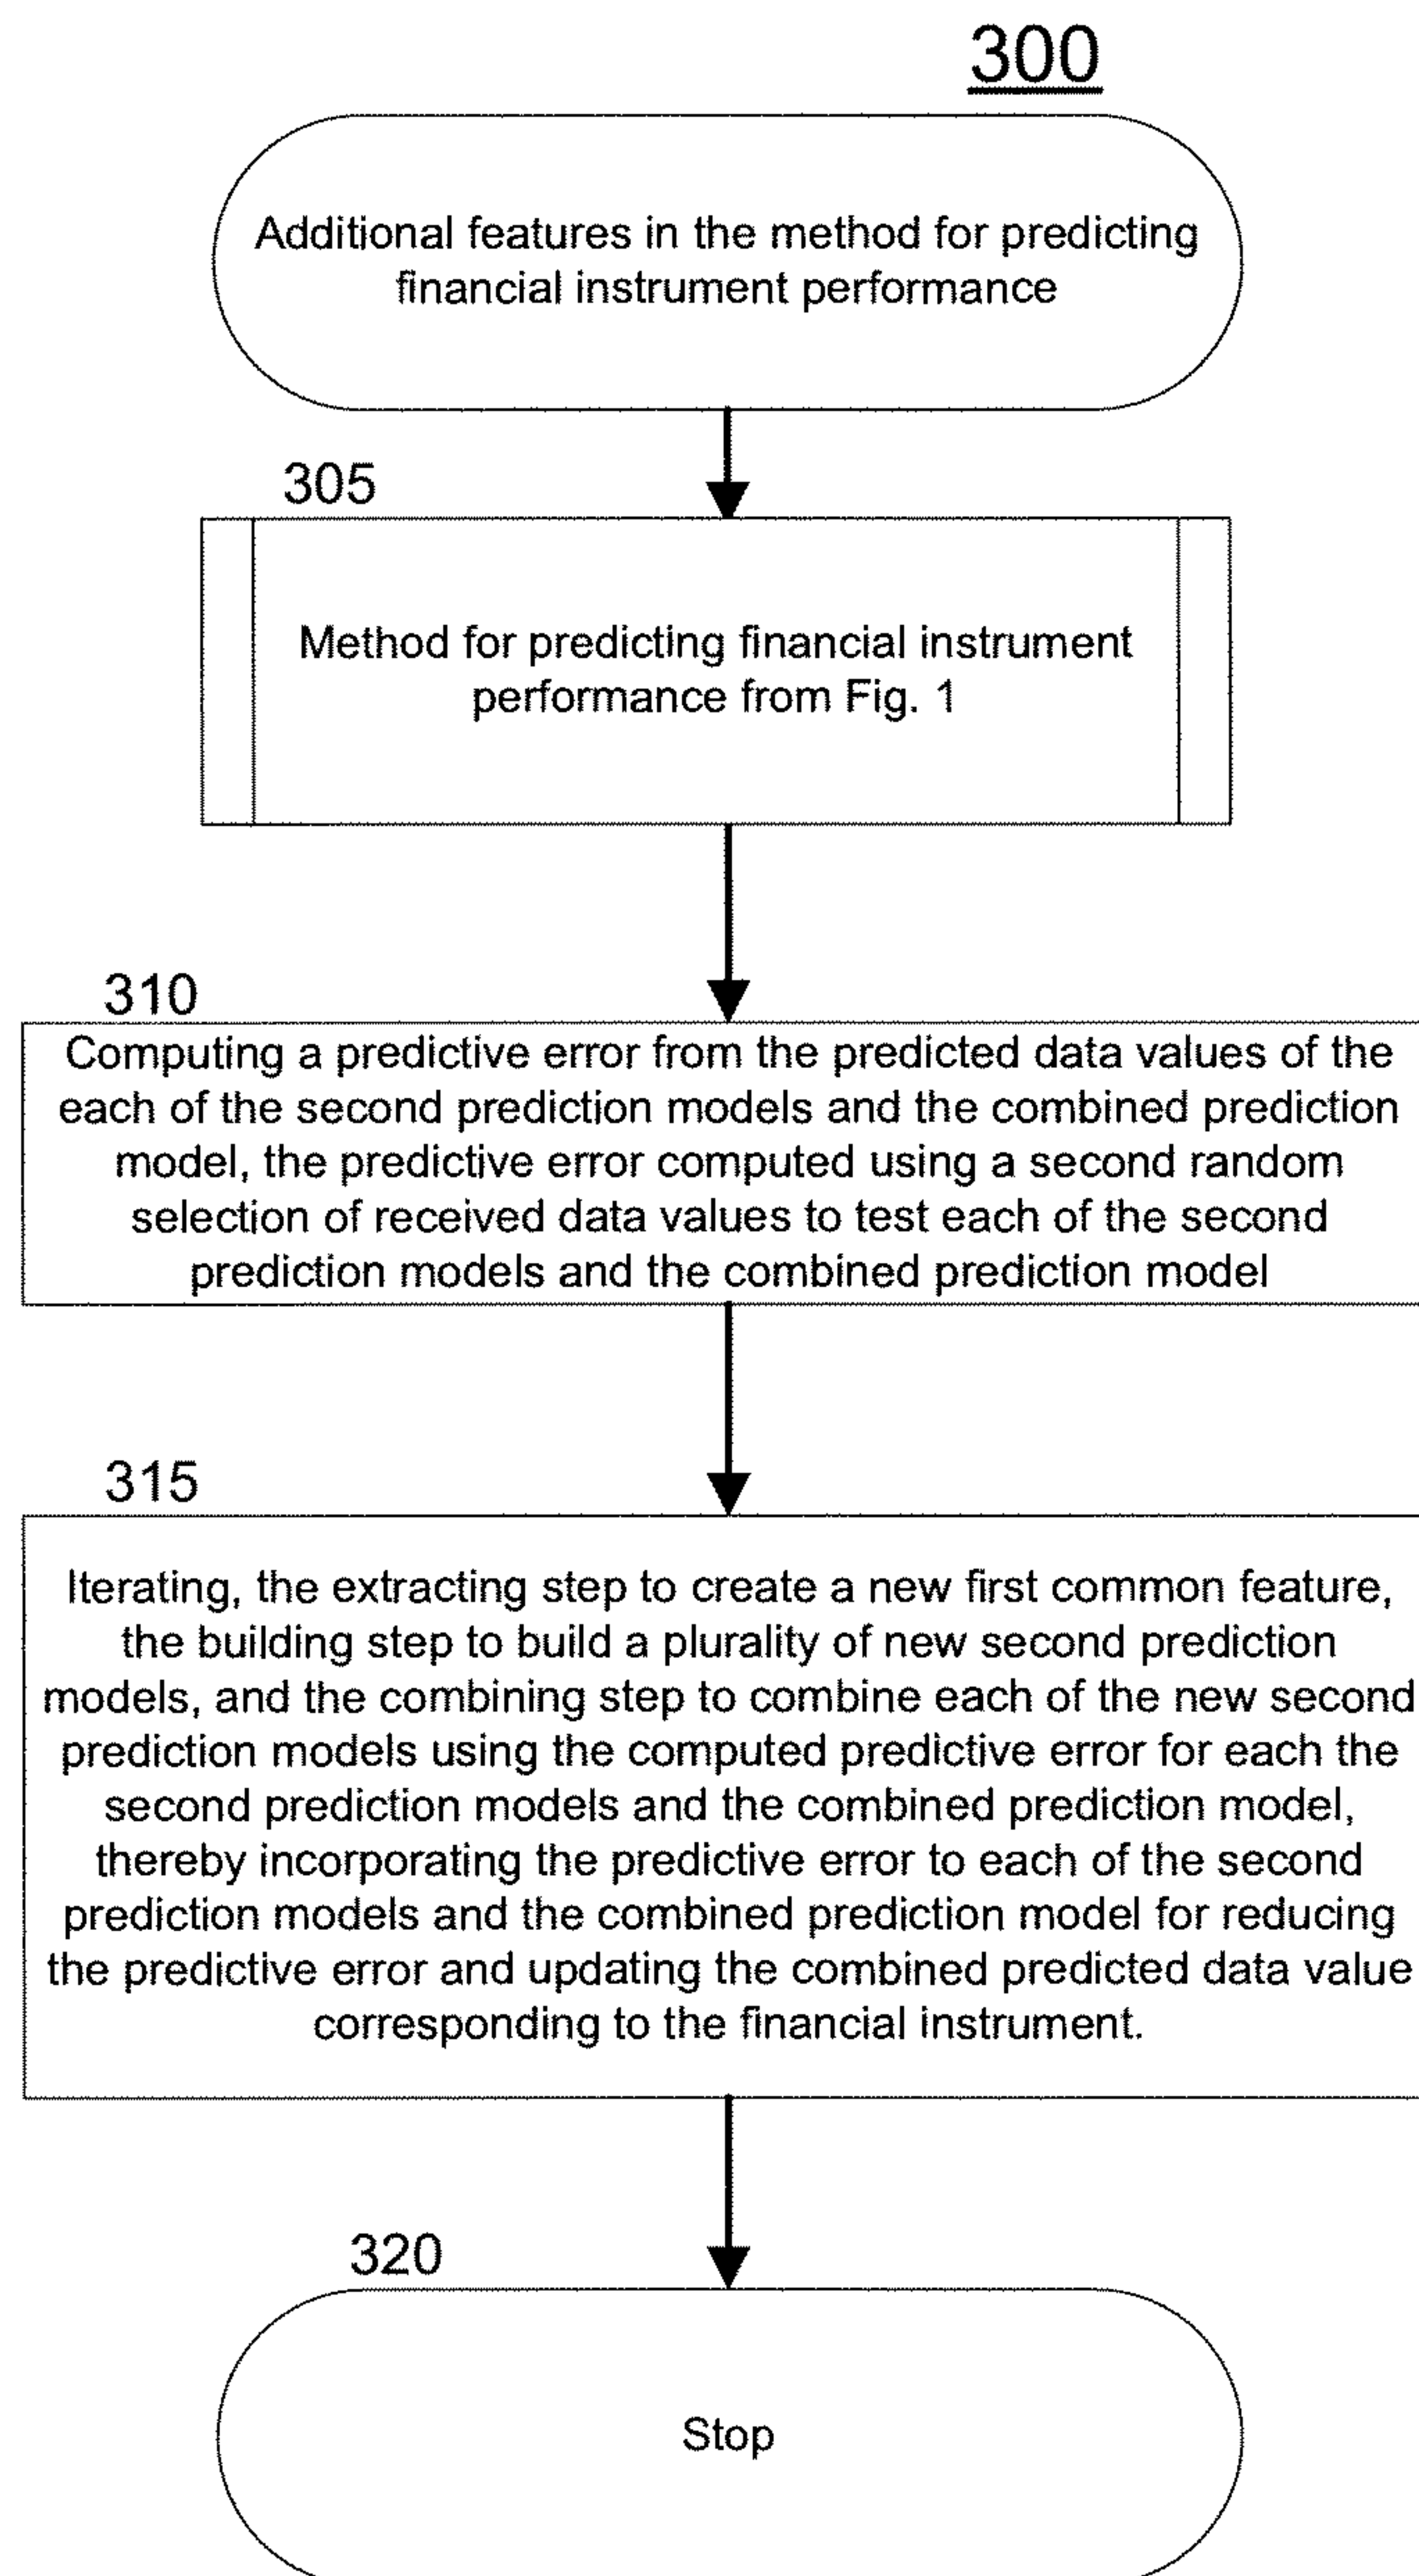 300
Additional features in the method for predicting
financial instrument performance
305
Method for predicting financial instrument
performance from Fig. 1
310
Computing a predictive error from the predicted data values of the
each of the second prediction models and the combined prediction
model, the predictive error computed using a second random
selection of received data values to test each of the second
prediction models and the combined prediction model
315
Iterating, the extracting step to create a new first common feature,
the building step to build a plurality of new second prediction
models, and the combining step to combine each of the new second
prediction models using the computed predictive error for each the
second prediction models and the combined prediction model,
thereby incorporating the predictive error to each of the second
prediction models and the combined prediction model for reducing
the predictive error and updating the combined predicted data value
corresponding to the financial instrument.
320
Stop